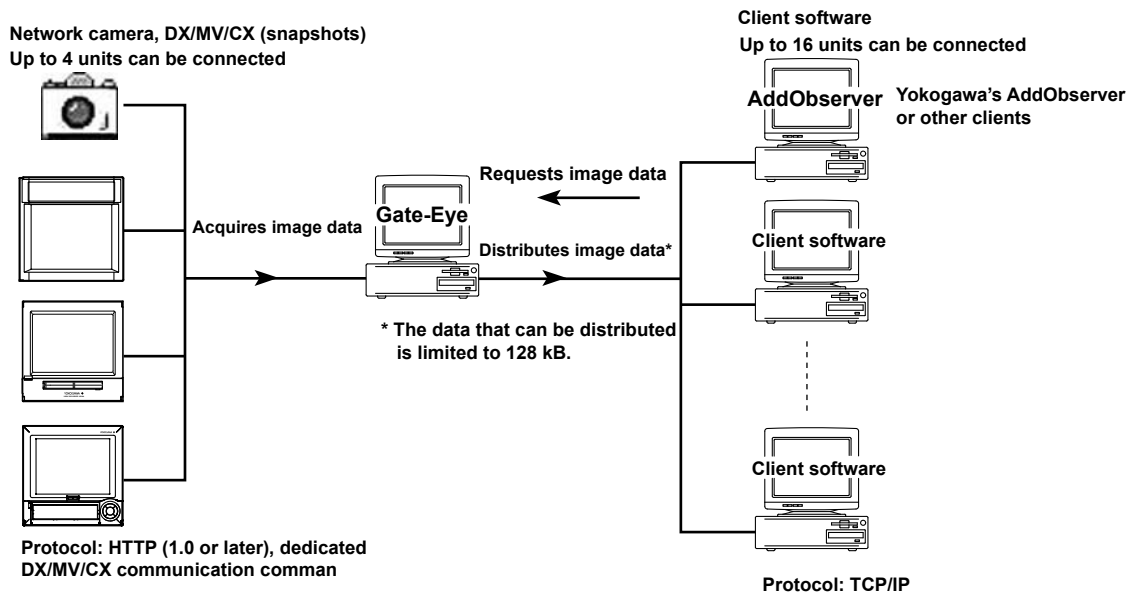 Network camera, DX/MV/CX (snapshots)
Up to 4 units can be connected
Acquires image data
Protocol: HTTP (1.0 or later), dedicated
DX/MV/CX communication comman
Gate-Eye
Requests image data
Distributes image data*
* The data that can be distributed
is limited to 128 kB.
Client software
Up to 16 units can be connected
AddObserver
Yokogawa's AddObserver
or other clients
Client software
Client software
Protocol: TCP/IP